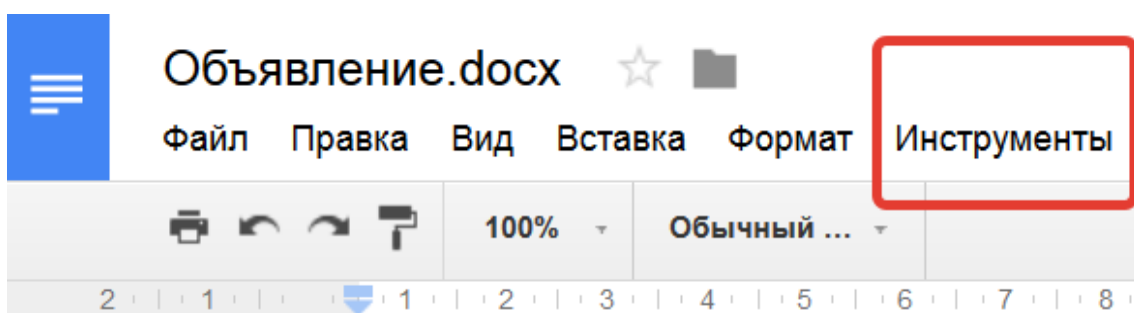 Объявление.docx
Файл Правка Вид Вставка Формат Инструменты
100% Обычный ...
2 1 1 2 3 4 5 6 7 8